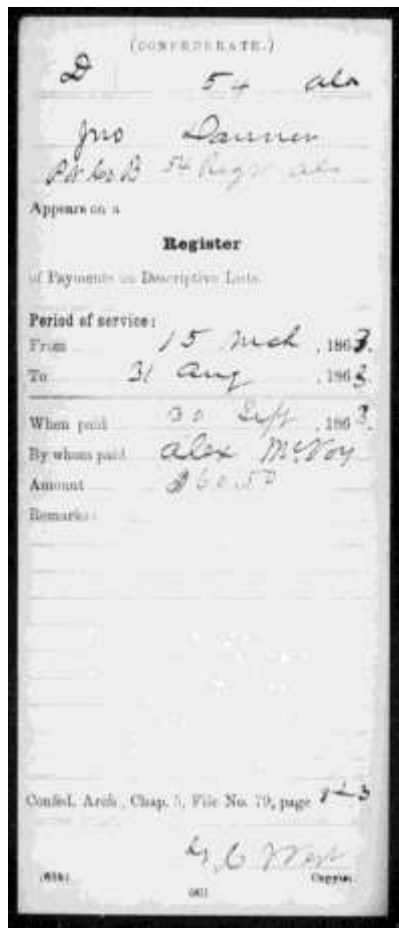 (CONFEDERATE.)
D 54 Ala
Jno Danner
Pvt Co. B 54 Regt Ala
Appears on a
Register
of Payments on Descriptive Lists.
Period of service:
From 15 Mch, 1863.
To 31 Aug, 1863.
When paid 30 Sept, 1863.
By whom paid Alex McVoy
Amount $60.50
Remarks:
Confed. Arch., Chap. 5, File No. 79, page
G. C. West
Copyist.